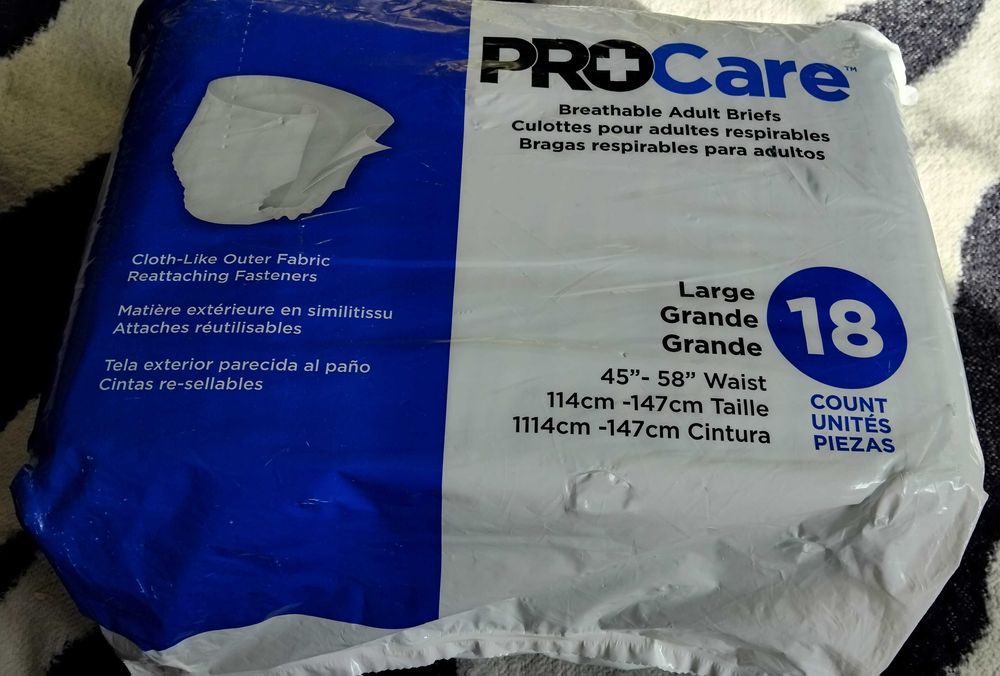 PROCare™
Breathable Adult Briefs
Culottes pour adultes respirables
Bragas respirables para adultos
Cloth-Like Outer Fabric
Reattaching Fasteners
Matière extérieure en similitissu
Attaches réutilisables
Tela exterior parecida al paño
Cintas re-sellables
Large
Grande
Grande
45”- 58” Waist
114cm -147cm Taille
1114cm -147cm Cintura
18
COUNT
UNITÉS
PIEZAS